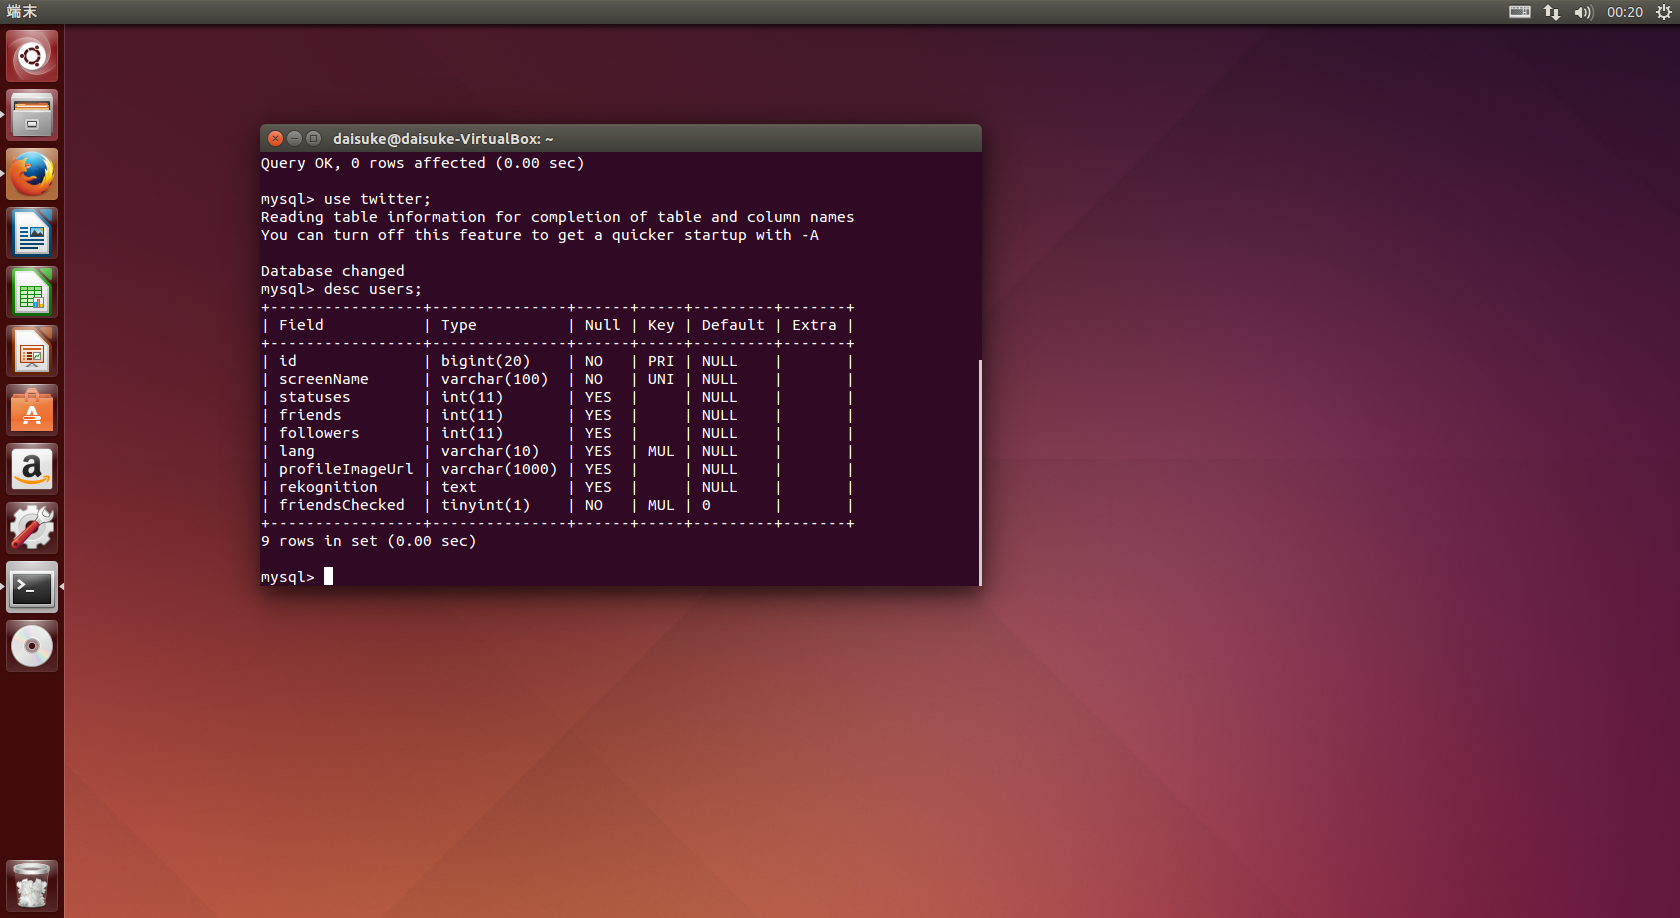 端末
00:20
daisuke@daisuke-VirtualBox: ~
Query OK, 0 rows affected (0.00 sec)
mysql> use twitter;
Reading table information for completion of table and column names
You can turn off this feature to get a quicker startup with -A
Database changed
mysql> desc users;
+-----------------+---------------+------+-----+---------+-------+
| Field           | Type          | Null | Key | Default | Extra |
+-----------------+---------------+------+-----+---------+-------+
| id              | bigint(20)    | NO   | PRI | NULL    |       |
| screenName      | varchar(100)  | NO   | UNI | NULL    |       |
| statuses        | int(11)       | YES  |     | NULL    |       |
| friends         | int(11)       | YES  |     | NULL    |       |
| followers       | int(11)       | YES  |     | NULL    |       |
| lang            | varchar(10)   | YES  | MUL | NULL    |       |
| profileImageUrl | varchar(1000) | YES  |     | NULL    |       |
| rekognition     | text          | YES  |     | NULL    |       |
| friendsChecked  | tinyint(1)    | NO   | MUL | 0       |       |
+-----------------+---------------+------+-----+---------+-------+
9 rows in set (0.00 sec)
mysql>